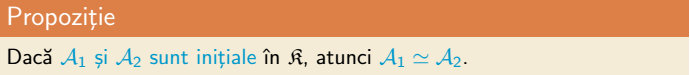 Propoziție
Dacă 𝒜₁ și 𝒜₂ sunt inițiale în 𝔎, atunci 𝒜₁ ≃ 𝒜₂.